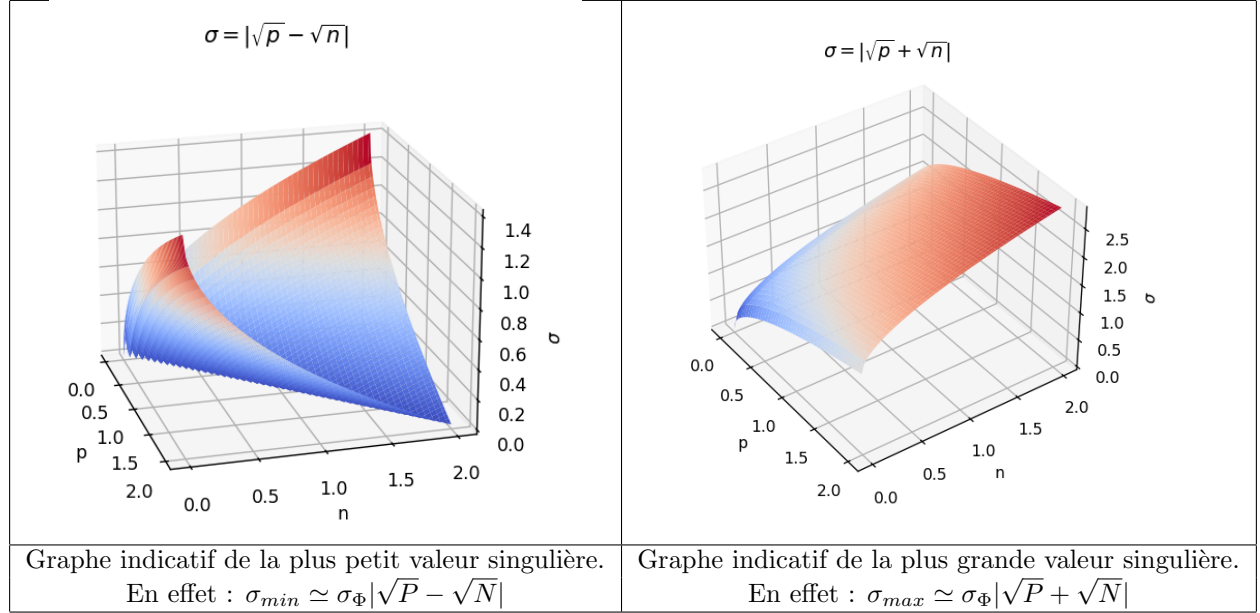 σ = |√p − √n|
1.4
1.2
1.0
0.8
0.6
0.4
0.2
0.0
σ
0.0
0.5
1.0
1.5
2.0
p
0.0
0.5
1.0
1.5
2.0
n
Graphe indicatif de la plus petit valeur singulière.
En effet : σ_min ≃ σ_Φ|√P − √N|
σ = |√p + √n|
2.5
2.0
1.5
1.0
0.5
0.0
σ
0.0
0.5
1.0
1.5
2.0
p
0.0
0.5
1.0
1.5
2.0
n
Graphe indicatif de la plus grande valeur singulière.
En effet : σ_max ≃ σ_Φ|√P + √N|